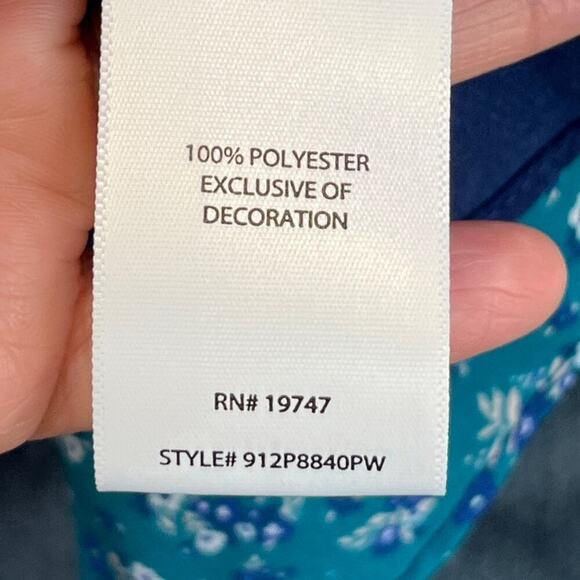 100% POLYESTER
EXCLUSIVE OF
DECORATION
RN# 19747
STYLE# 912P8840PW